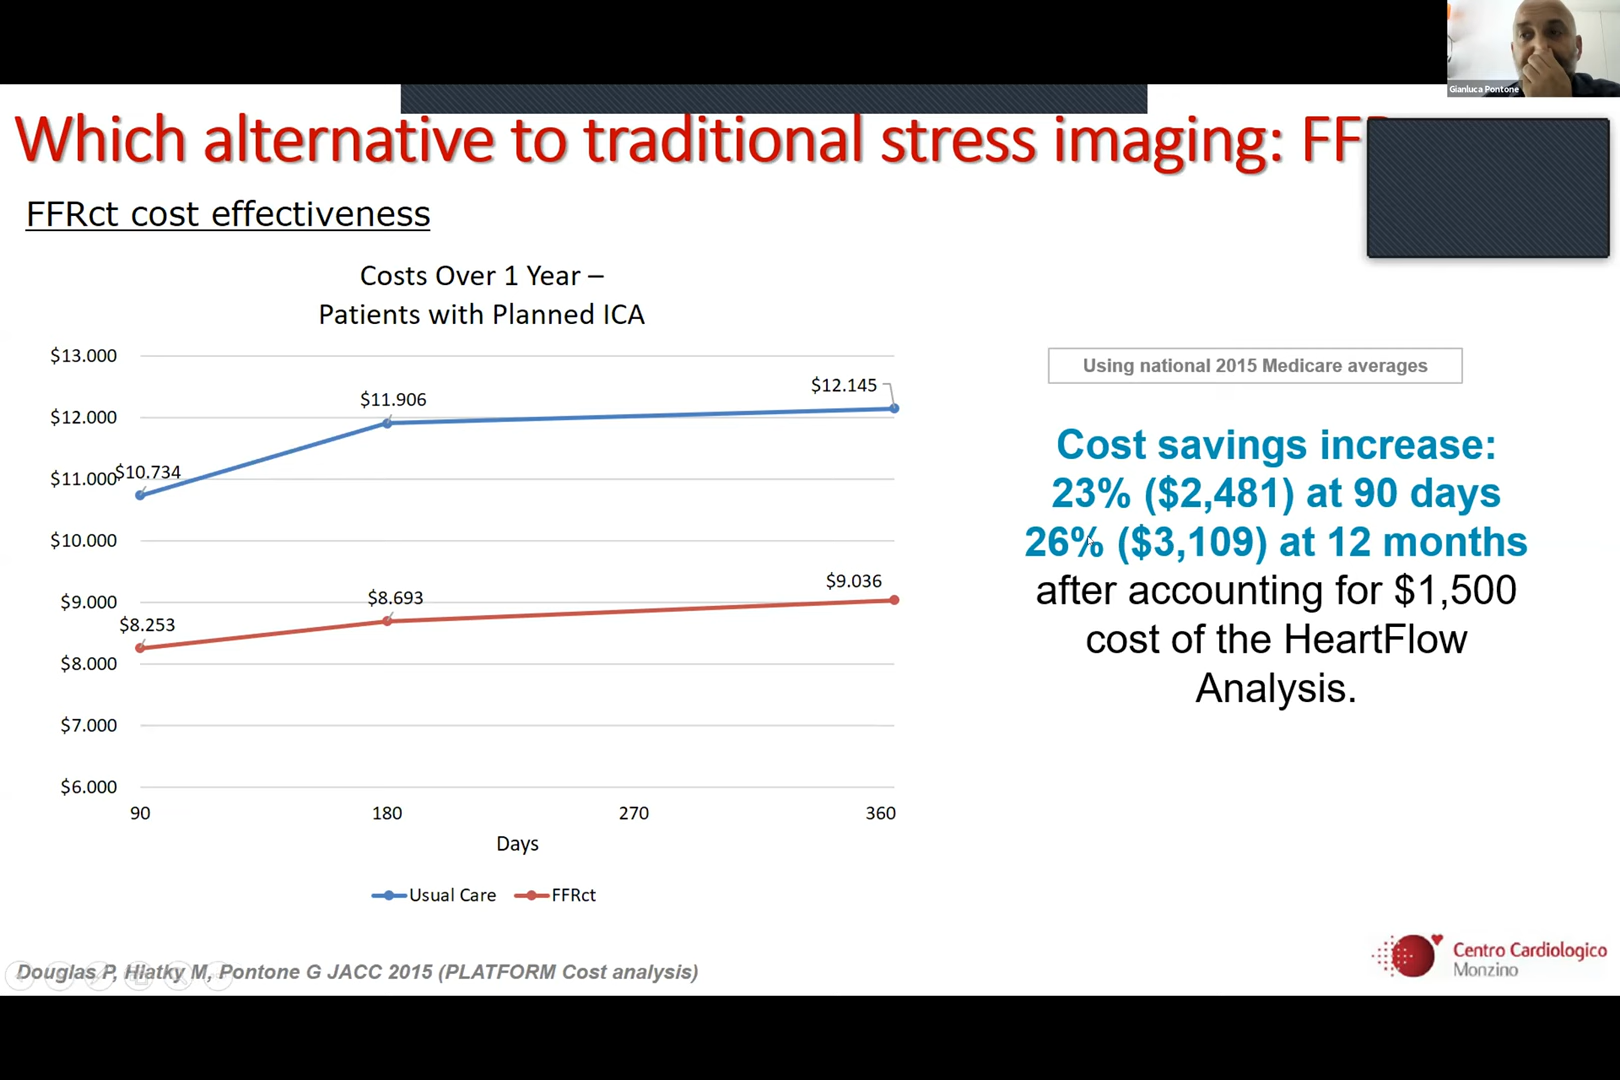 Gianluca Pontone
Which alternative to traditional stress imaging:
FFRct cost effectiveness
Costs Over 1 Year –
Patients with Planned ICA
$13.000
$12.000
$11.000
$10.000
$9.000
$8.000
$7.000
$6.000
$10.734
$11.906
$12.145
$8.253
$8.693
$9.036
90 180 270 360
Days
Usual Care FFRct
Using national 2015 Medicare averages
Cost savings increase:
23% ($2,481) at 90 days
26% ($3,109) at 12 months
after accounting for $1,500
cost of the HeartFlow
Analysis.
Douglas P, Hlatky M, Pontone G JACC 2015 (PLATFORM Cost analysis)
Centro Cardiologico
Monzino